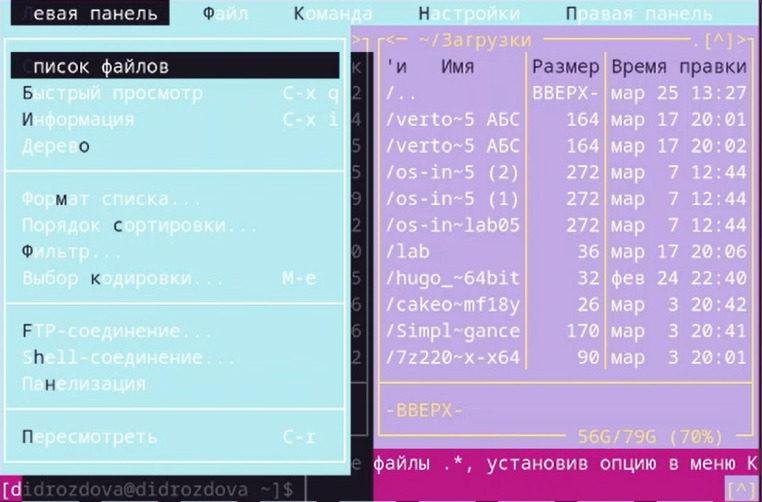 Левая панель Файл Команда Настройки Правая панель
Список файлов
Быстрый просмотр C-x q
Информация C-x i
Дерево
Формат списка...
Порядок сортировки...
Фильтр...
Выбор кодировки... M-e
FTP-соединение...
Shell-соединение...
Панелизация
Пересмотреть C-r
<─ ~/Загрузки .[^]>
'и Имя Размер Время правки
/.. ВВЕРХ- мар 25 13:27
/verto~5 АБС 164 мар 17 20:01
/verto~5 АБС 164 мар 17 20:02
/os-in~5 (2) 272 мар 7 12:44
/os-in~5 (1) 272 мар 7 12:44
/os-in~lab05 272 мар 7 12:44
/lab 36 мар 17 20:06
/hugo_~64bit 32 фев 24 22:40
/cakeo~mf18y 26 мар 3 20:42
/Simpl~gance 170 мар 3 20:41
/7z220~x-x64 90 мар 3 20:01
-ВВЕРХ-
56G/79G (70%)
е файлы .*, установив опцию в меню К
[didrozdova@didrozdova ~]$ [^]